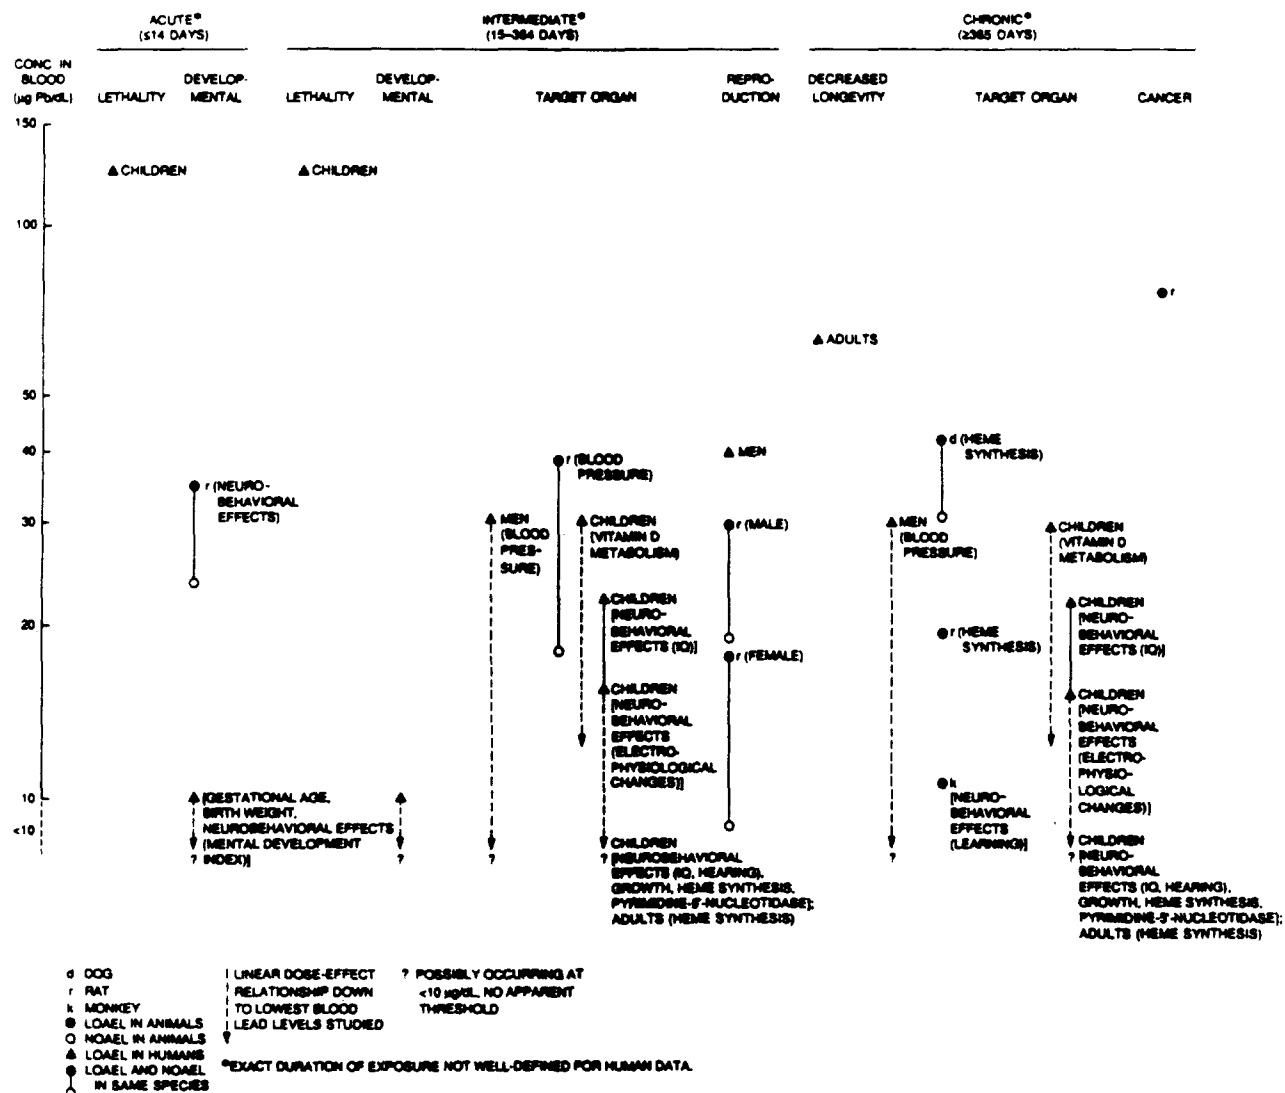 ACUTE* INTERMEDIATE* CHRONIC*
(≤14 DAYS) (15–364 DAYS) (≥365 DAYS)
CONC IN
BLOOD
(µg Pb/dL)
LETHALITY
DEVELOP-
MENTAL
LETHALITY
DEVELOP-
MENTAL
TARGET ORGAN
REPRO-
DUCTION
DECREASED
LONGEVITY
TARGET ORGAN
CANCER
150
100
50
40
30
20
10
<10
CHILDREN
r (NEURO-
BEHAVIORAL
EFFECTS)
[GESTATIONAL AGE,
BIRTH WEIGHT,
NEUROBEHAVIORAL EFFECTS
(MENTAL DEVELOPMENT
? INDEX)]
CHILDREN
?
MEN
(BLOOD
PRES-
SURE)
?
r (BLOOD
PRESSURE)
CHILDREN
(VITAMIN D
METABOLISM)
CHILDREN
[NEURO-
BEHAVIORAL
EFFECTS (IQ)]
CHILDREN
[NEURO-
BEHAVIORAL
EFFECTS
(ELECTRO-
PHYSIOLOGICAL
CHANGES)]
CHILDREN
? [NEUROBEHAVIORAL
EFFECTS (IQ, HEARING),
GROWTH, HEME SYNTHESIS,
PYRIMIDINE-5'-NUCLEOTIDASE];
ADULTS (HEME SYNTHESIS)
MEN
r (MALE)
r (FEMALE)
ADULTS
MEN
(BLOOD
PRESSURE)
?
d (HEME
SYNTHESIS)
r (HEME
SYNTHESIS)
k
[NEURO-
BEHAVIORAL
EFFECTS
(LEARNING)]
CHILDREN
(VITAMIN D
METABOLISM)
CHILDREN
[NEURO-
BEHAVIORAL
EFFECTS (IQ)]
CHILDREN
[NEURO-
BEHAVIORAL
EFFECTS
(ELECTRO-
PHYSIO-
LOGICAL
CHANGES)]
CHILDREN
? [NEURO-
BEHAVIORAL
EFFECTS (IQ, HEARING),
GROWTH, HEME SYNTHESIS,
PYRIMIDINE-5'-NUCLEOTIDASE];
ADULTS (HEME SYNTHESIS)
r
d DOG
r RAT
k MONKEY
LOAEL IN ANIMALS
NOAEL IN ANIMALS
LOAEL IN HUMANS
LOAEL AND NOAEL
IN SAME SPECIES
LINEAR DOSE-EFFECT
RELATIONSHIP DOWN
TO LOWEST BLOOD
LEAD LEVELS STUDIED
? POSSIBLY OCCURRING AT
<10 µg/dL, NO APPARENT
THRESHOLD
*EXACT DURATION OF EXPOSURE NOT WELL-DEFINED FOR HUMAN DATA.